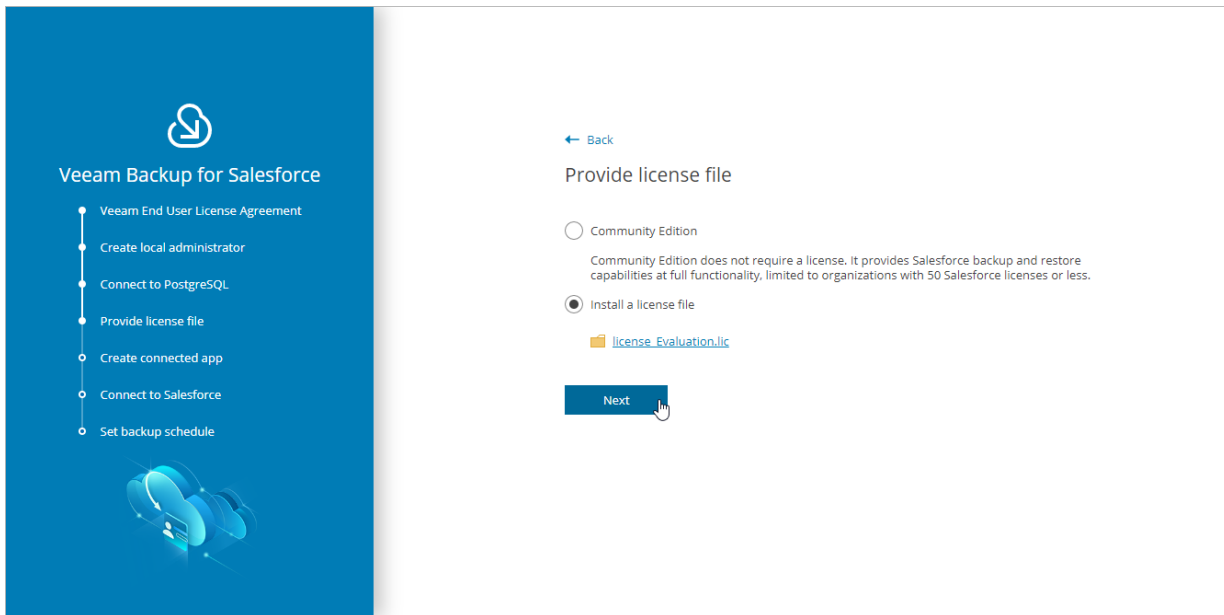 Veeam Backup for Salesforce
Veeam End User License Agreement
Create local administrator
Connect to PostgreSQL
Provide license file
Create connected app
Connect to Salesforce
Set backup schedule
← Back
Provide license file
Community Edition
Community Edition does not require a license. It provides Salesforce backup and restore
capabilities at full functionality, limited to organizations with 50 Salesforce licenses or less.
Install a license file
license_Evaluation.lic
Next